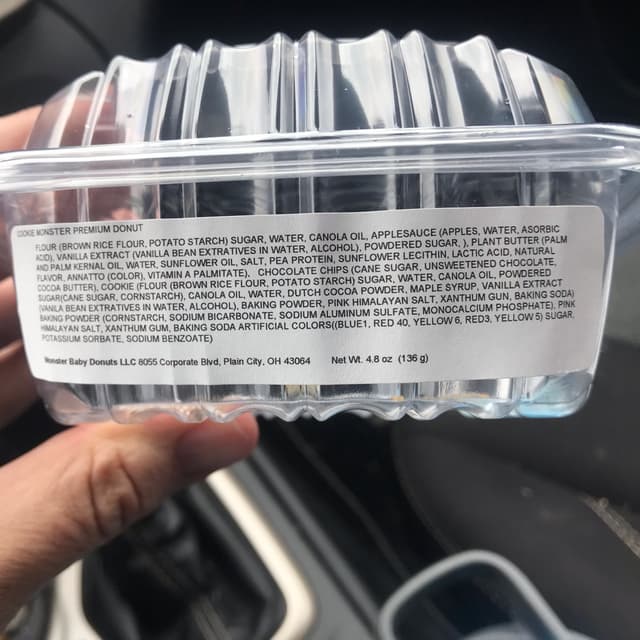 COOKIE MONSTER PREMIUM DONUT
FLOUR (BROWN RICE FLOUR, POTATO STARCH) SUGAR, WATER, CANOLA OIL, APPLESAUCE (APPLES, WATER, ASORBIC
ACID), VANILLA EXTRACT (VANILLA BEAN EXTRATIVES IN WATER, ALCOHOL), POWDERED SUGAR, ), PLANT BUTTER (PALM
AND PALM KERNIAL OIL, WATER, SUNFLOWER OIL, SALT, PEA PROTEIN, SUNFLOWER LECITHIN, LACTIC ACID, NATURAL
FLAVOR, ANNATTO (COLOR), VITAMIN A PALMITATE), CHOCOLATE CHIPS (CANE SUGAR, UNSWEETENED CHOCOLATE,
COCOA BUTTER), COOKIE (FLOUR (BROWN RICE FLOUR, POTATO STARCH) SUGAR, WATER, CANOLA OIL, POWDERED
SUGAR(CANE SUGAR, CORNSTARCH), CANOLA OIL, WATER, DUTCH COCOA POWDER, MAPLE SYRUP, VANILLA EXTRACT
(VANILLA BEAN EXTRATIVES IN WATER, ALCOHOL), BAKING POWDER, PINK HIMALAYAN SALT, XANTHUM GUN, BAKING SODA)
BAKING POWDER (CORNSTARCH, SODIUM BICARBONATE, SODIUM ALUMINUM SULFATE, MONOCALCIUM PHOSPHATE), PINK
HIMALAYAN SALT, XANTHUM GUM, BAKING SODA ARTIFICIAL COLORS((BLUE1, RED 40, YELLOW 6, RED3, YELLOW 5) SUGAR,
POTASSIUM SORBATE, SODIUM BENZOATE)
Monster Baby Donuts LLC 8055 Corporate Blvd, Plain City, OH 43064 Net Wt. 4.8 oz (136 g)